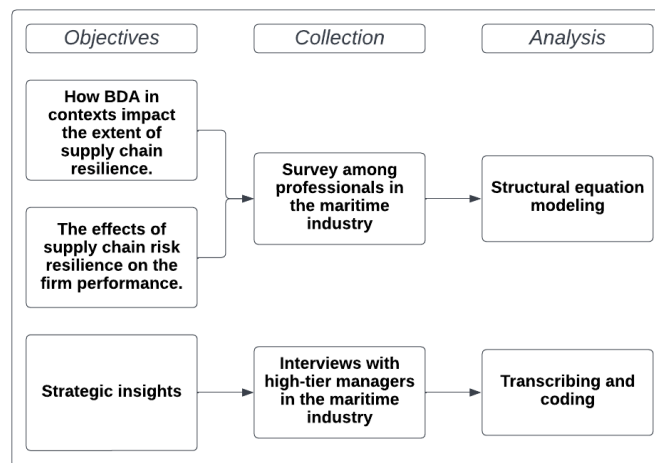 Objectives
Collection
Analysis
How BDA in
contexts impact
the extent of
supply chain
resilience.
The effects of
supply chain risk
resilience on the
firm performance.
Survey among
professionals in
the maritime
industry
Structural equation
modeling
Strategic insights
Interviews with
high-tier managers
in the maritime
industry
Transcribing and
coding